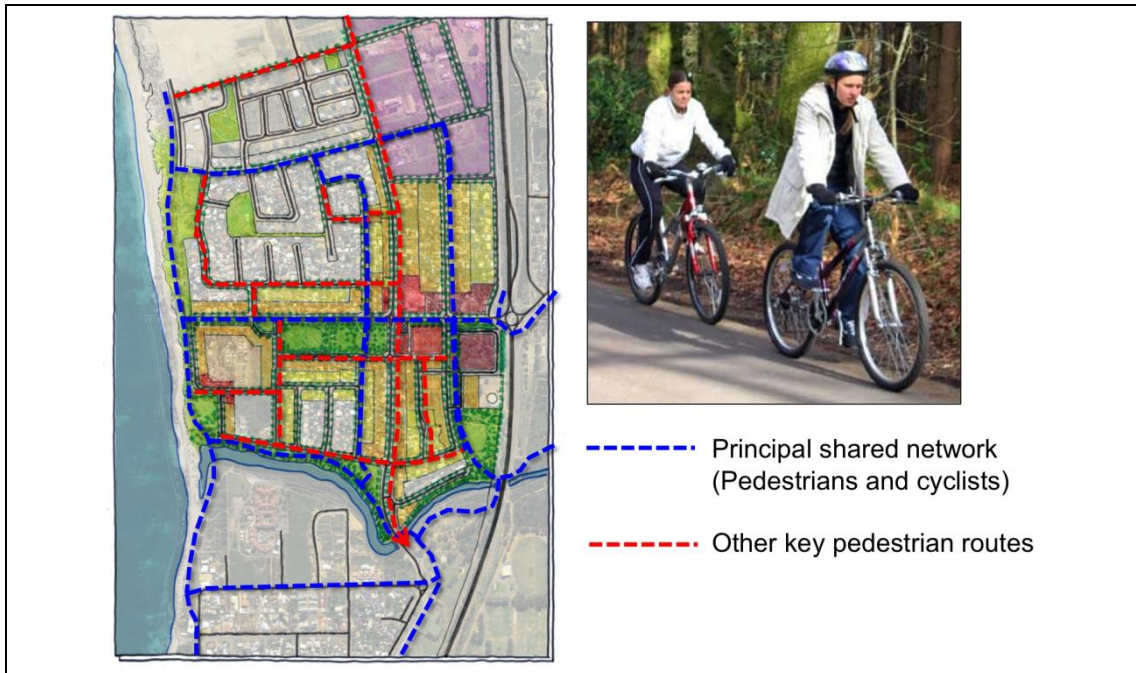 Principal shared network
(Pedestrians and cyclists)
Other key pedestrian routes